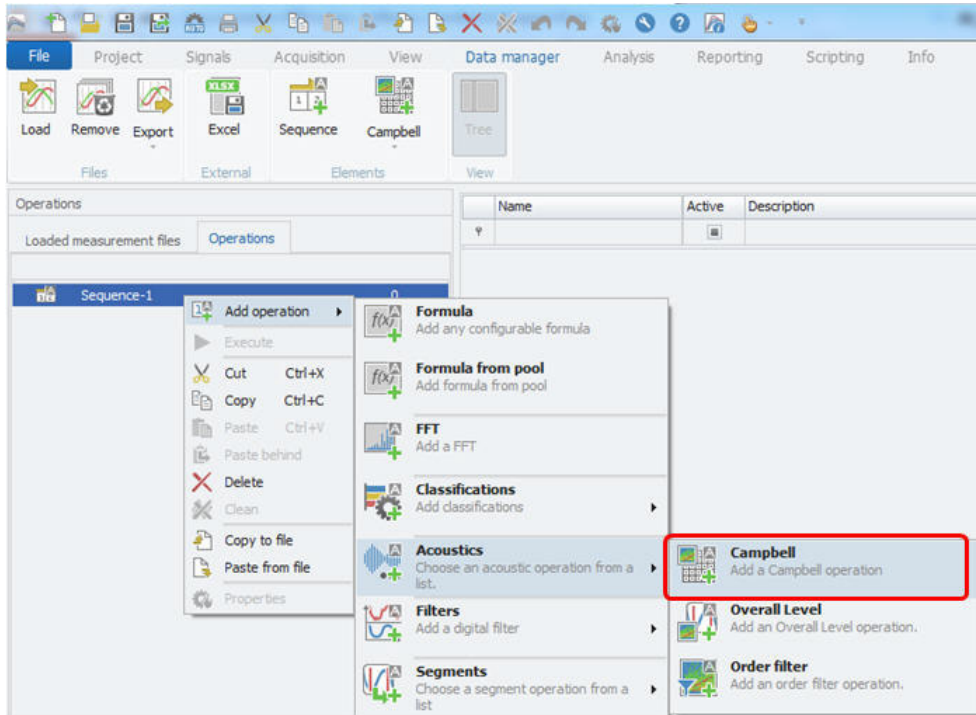 File Project Signals Acquisition View Data manager Analysis Reporting Scripting Info
XLSX
1 2
Load Remove Export Excel Sequence Campbell Tree
Files External Elements View
Operations
Name Active Description
Loaded measurement files Operations
Sequence-1 0
Add operation
Execute
Cut Ctrl+X
Copy Ctrl+C
Paste Ctrl+V
Paste behind
Delete
Clean
Copy to file
Paste from file
Properties
f(x) Formula
Add any configurable formula
f(x) Formula from pool
Add formula from pool
FFT
Add a FFT
Classifications
Add classifications
Acoustics
Choose an acoustic operation from a
list.
Filters
Add a digital filter
Segments
Choose a segment operation from a
list
Campbell
Add a Campbell operation
Overall Level
Add an Overall Level operation.
Order filter
Add an order filter operation.